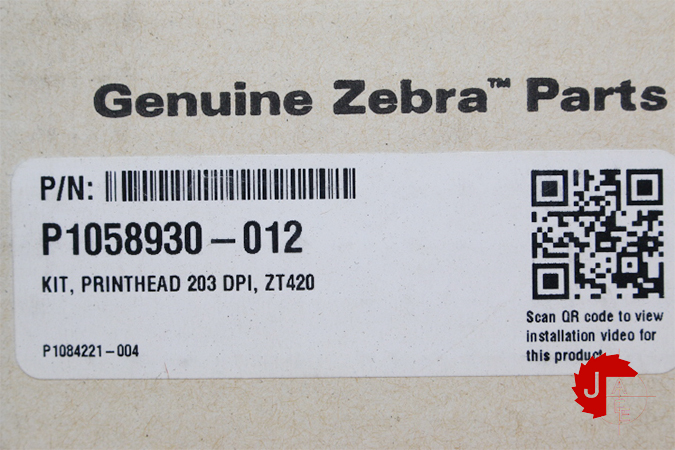 Genuine Zebra™ Parts
P/N:
P1058930-012
KIT, PRINTHEAD 203 DPI, ZT420
P1084221-004
Scan QR code to view
installation video for
this product.
J